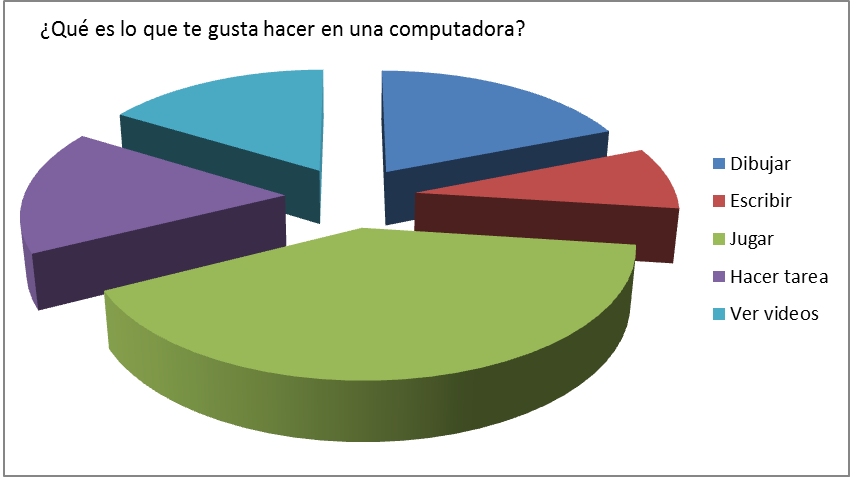 ¿Qué es lo que te gusta hacer en una computadora?
Dibujar
Escribir
Jugar
Hacer tarea
Ver videos